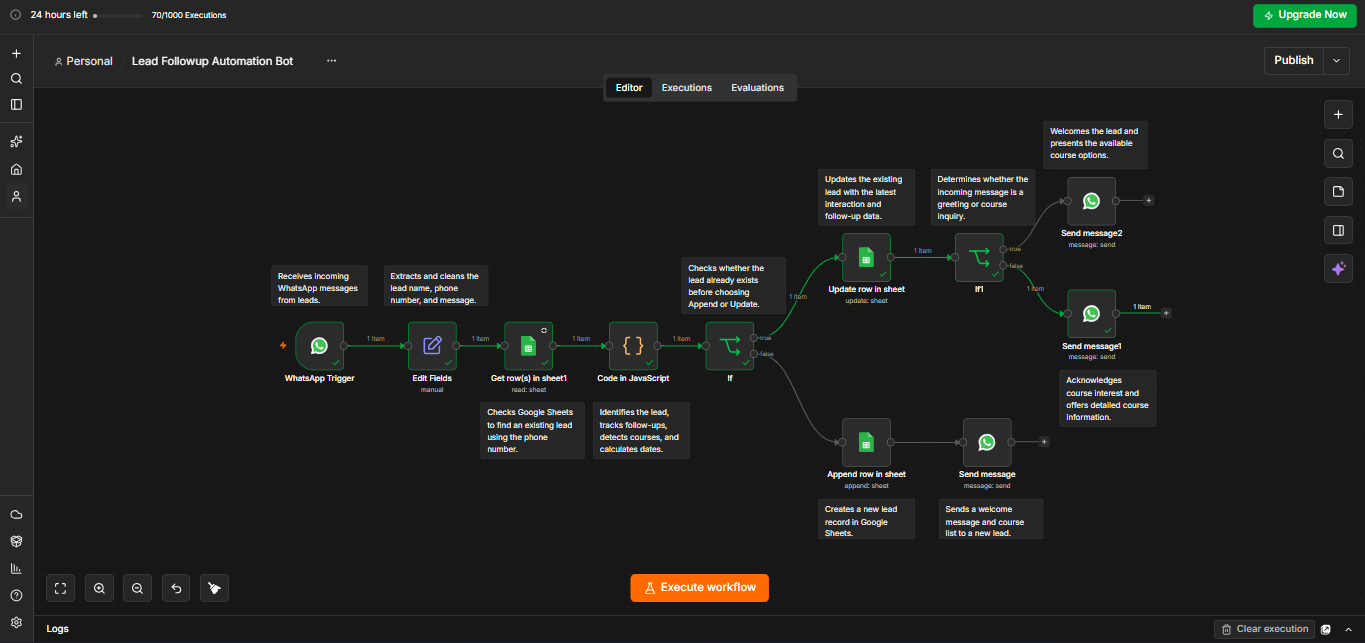 24 hours left
70/1000 Executions
Upgrade Now
Personal / Lead Followup Automation Bot
...
Publish
Editor
Executions
Evaluations
Welcomes the lead and
presents the available
course options.
Updates the existing
lead with the latest
interaction and
follow-up data.
Determines whether the
incoming message is a
greeting or course
inquiry.
Send message2
message: send
true
false
1 item
Update row in sheet
update: sheet
If1
1 item
1 item
Send message1
message: send
Receives incoming
WhatsApp messages
from leads.
Extracts and cleans the
lead name, phone
number, and message.
Checks whether the
lead already exists
before choosing
Append or Update.
1 item
1 item
1 item
1 item
1 item
true
false
WhatsApp Trigger
Edit Fields
manual
Get row(s) in sheet1
read: sheet
Code in JavaScript
If
Acknowledges
course interest and
offers detailed course
information.
Checks Google Sheets
to find an existing lead
using the phone
number.
Identifies the lead,
tracks follow-ups,
detects courses, and
calculates dates.
Append row in sheet
append: sheet
Send message
message: send
Creates a new lead
record in Google
Sheets.
Sends a welcome
message and course
list to a new lead.
Execute workflow
Logs
Clear execution